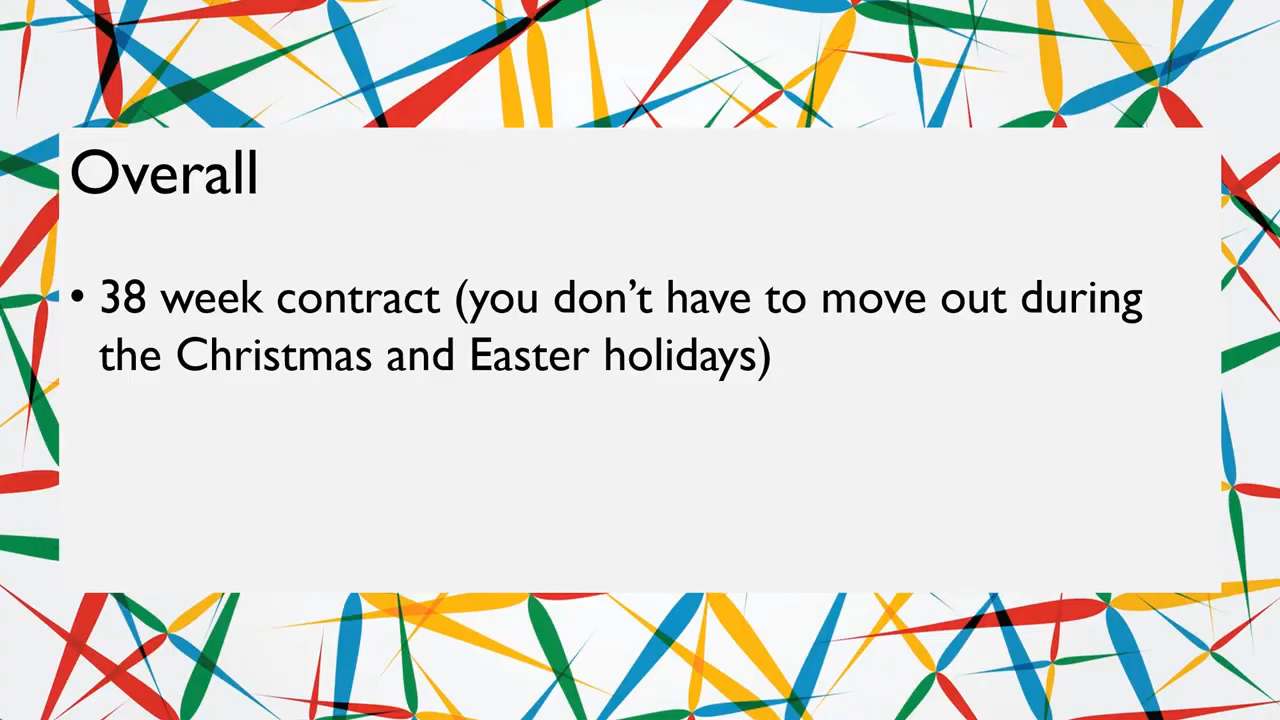 Overall
• 38 week contract (you don’t have to move out during
the Christmas and Easter holidays)